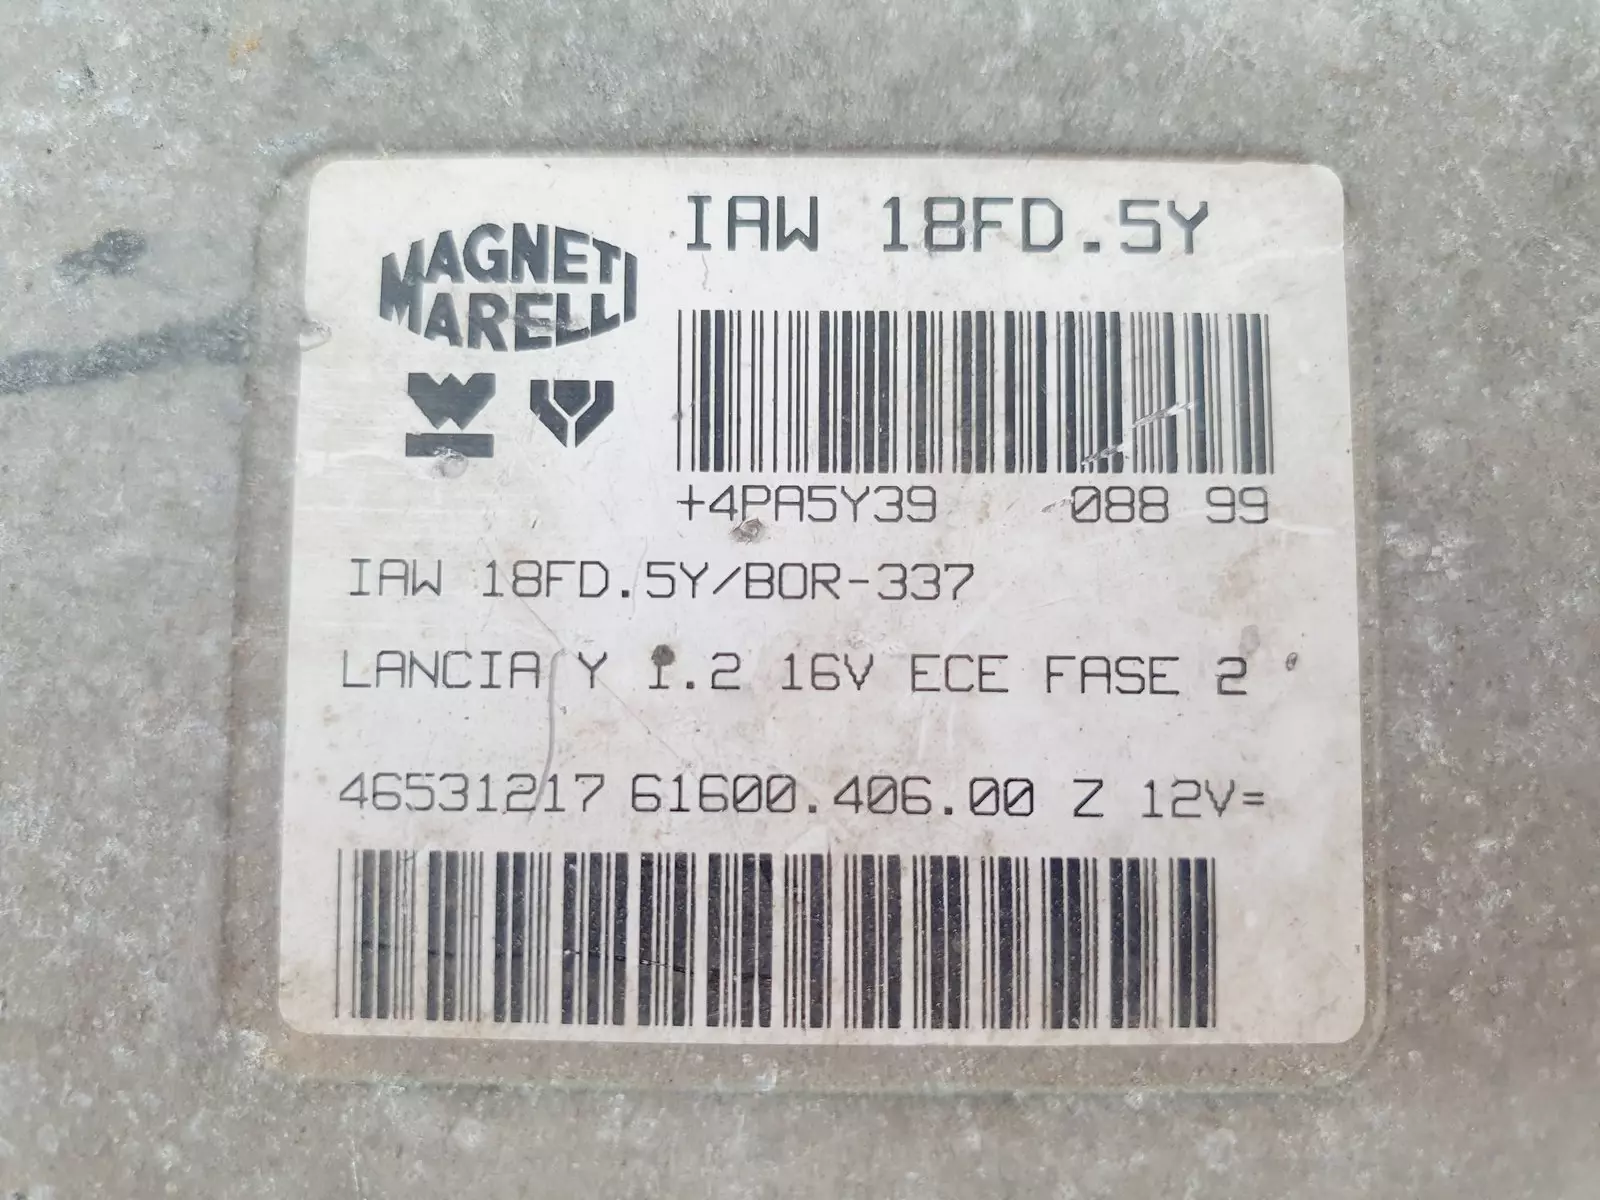 IAW 18FD.5Y
MAGNETI
MARELLI
W
+4PA5Y39 088 99
IAW 18FD.5Y/BOR-337
LANCIA Y 1.2 16V ECE FASE 2
46531217 61600.406.00 Z 12V=